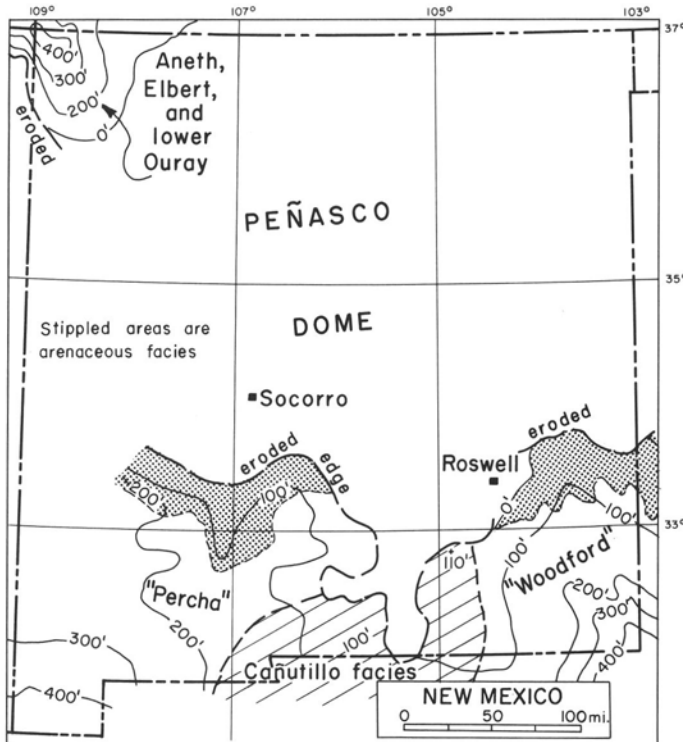 109°
107°
105°
103°
37°
400'
300'
200'
0'
eroded
Aneth,
Elbert,
and
lower
Ouray
PEÑASCO
35°
DOME
Stippled areas are
arenaceous facies
Socorro
eroded
edge
eroded
Roswell
0'
200'
100'
100'
33°
110'
100'
"Percha"
"Woodford"
200'
300'
400'
300'
200'
100'
400'
Cañutillo facies
NEW MEXICO
0 50 100 mi.